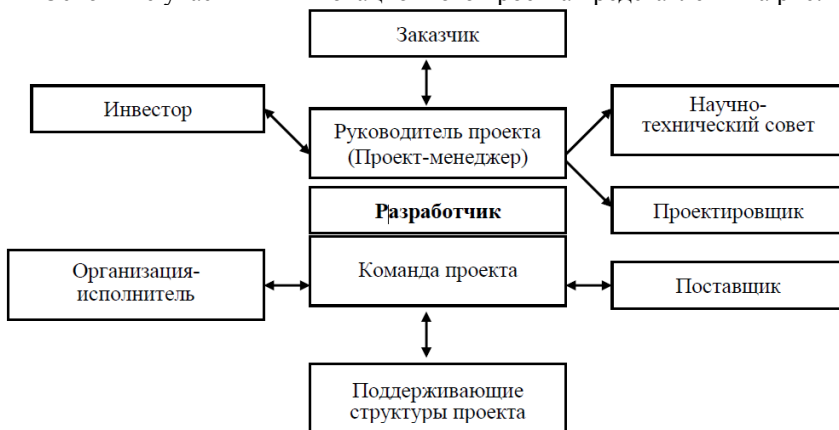 Заказчик
Инвестор
Руководитель проекта
(Проект-менеджер)
Научно-
технический совет
Разработчик
Проектировщик
Организация-
исполнитель
Команда проекта
Поставщик
Поддерживающие
структуры проекта